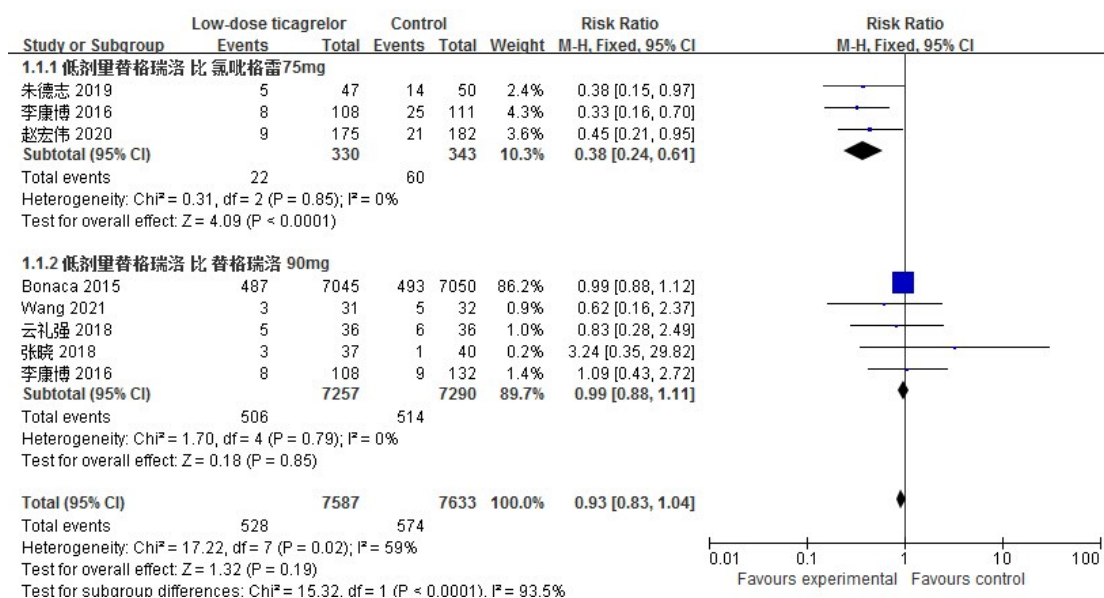 Low-dose ticagrelor Control Risk Ratio Risk Ratio
Study or Subgroup Events Total Events Total Weight M-H, Fixed, 95% CI M-H, Fixed, 95% CI
1.1.1 低剂量替格瑞洛 比 氯吡格雷75mg
朱德志 2019 5 47 14 50 2.4% 0.38 [0.15, 0.97]
李康博 2016 8 108 25 111 4.3% 0.33 [0.16, 0.70]
赵宏伟 2020 9 175 21 182 3.6% 0.45 [0.21, 0.95]
Subtotal (95% CI) 330 343 10.3% 0.38 [0.24, 0.61]
Total events 22 60
Heterogeneity: Chi² = 0.31, df = 2 (P = 0.85); I² = 0%
Test for overall effect: Z = 4.09 (P < 0.0001)
1.1.2 低剂量替格瑞洛 比 替格瑞洛 90mg
Bonaca 2015 487 7045 493 7050 86.2% 0.99 [0.88, 1.12]
Wang 2021 3 31 5 32 0.9% 0.62 [0.16, 2.37]
云礼强 2018 5 36 6 36 1.0% 0.83 [0.28, 2.49]
张晓 2018 3 37 1 40 0.2% 3.24 [0.35, 29.82]
李康博 2016 8 108 9 132 1.4% 1.09 [0.43, 2.72]
Subtotal (95% CI) 7257 7290 89.7% 0.99 [0.88, 1.11]
Total events 506 514
Heterogeneity: Chi² = 1.70, df = 4 (P = 0.79); I² = 0%
Test for overall effect: Z = 0.18 (P = 0.85)
Total (95% CI) 7587 7633 100.0% 0.93 [0.83, 1.04]
Total events 528 574
Heterogeneity: Chi² = 17.22, df = 7 (P = 0.02); I² = 59%
Test for overall effect: Z = 1.32 (P = 0.19)
Test for subgroup differences: Chi² = 15.32, df = 1 (P < 0.0001), I² = 93.5%
0.01 0.1 1 10 100
Favours experimental Favours control